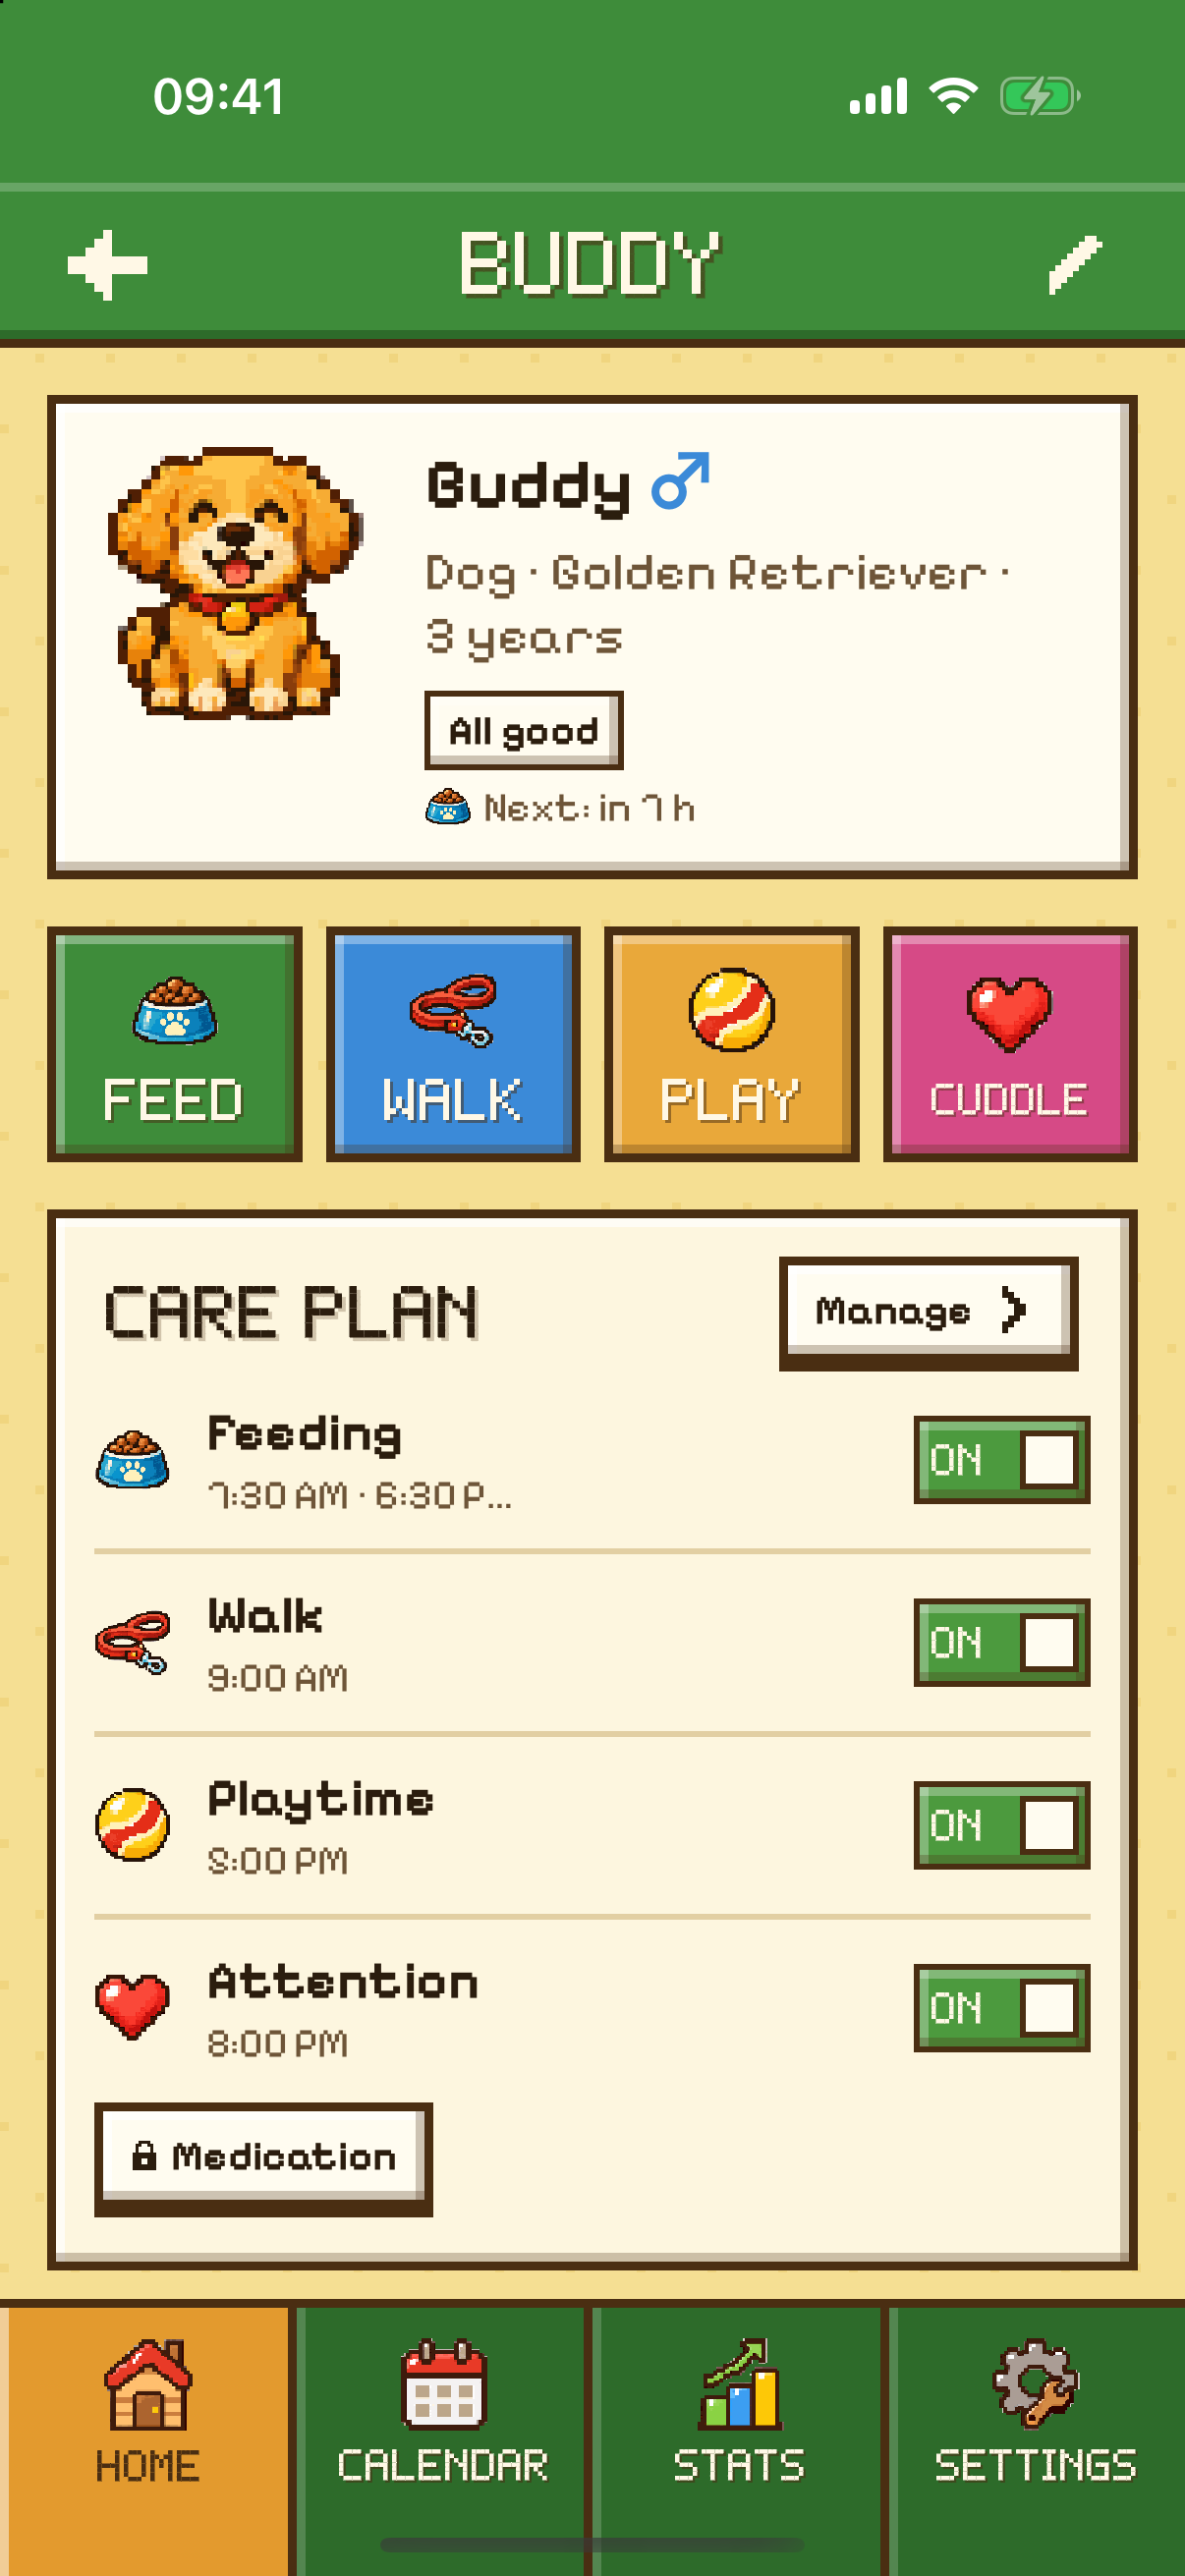 09:41
BUDDY
Buddy ♂
Dog · Golden Retriever ·
3 years
All good
Next: in 7 h
FEED
WALK
PLAY
CUDDLE
CARE PLAN
Manage
Feeding
7:30 AM · 6:30 P...
ON
Walk
9:00 AM
ON
Playtime
:00 PM
ON
Attention
8:00 PM
ON
Medication
HOME
CALENDAR
STATS
SETTINGS